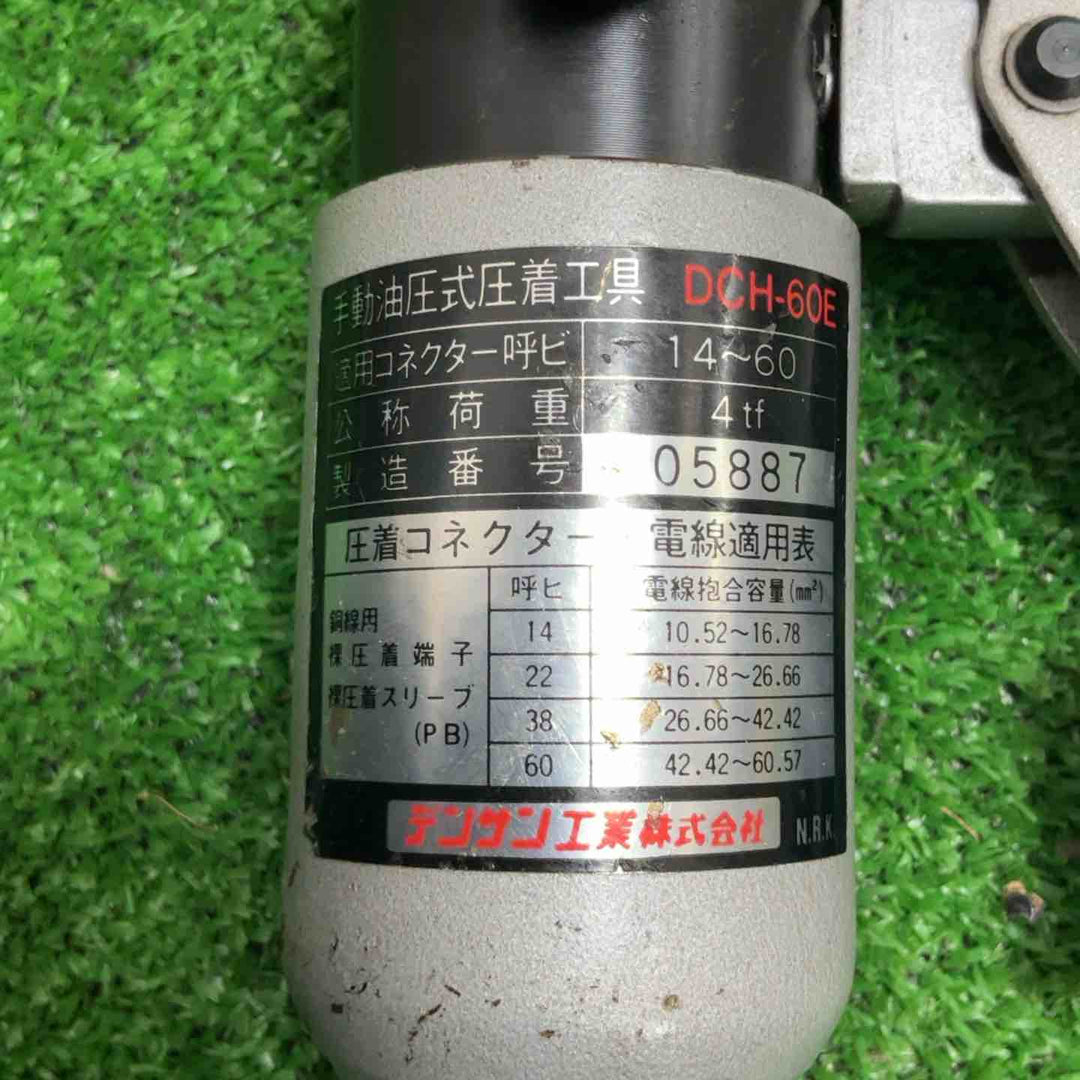 手動油圧式圧着工具 DCH-60E
適用コネクター呼ビ 14～60
公称荷重 4tf
製造番号 05887
圧着コネクター 電線適用表
呼ビ 電線抱合容量(mm²)
銅線用
裸圧着端子
裸圧着スリーブ
(PB)
14 10.52～16.78
22 16.78～26.66
38 26.66～42.42
60 42.42～60.57
デンサン工業株式会社 N.R.K